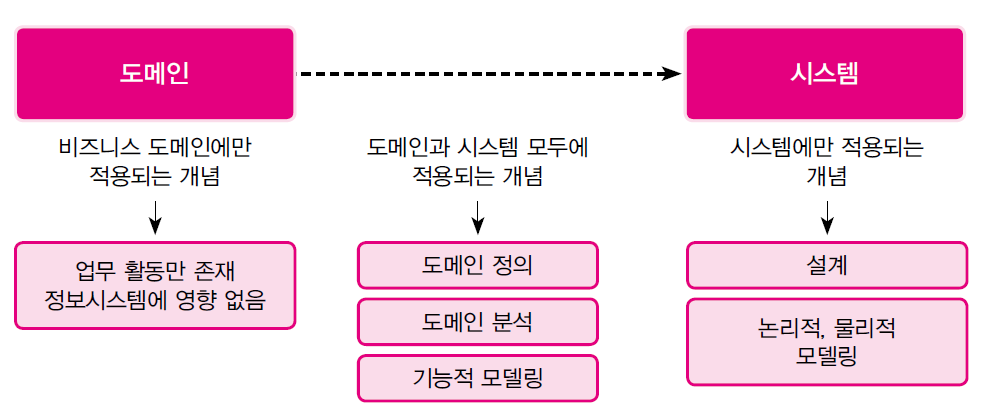 도메인
시스템
비즈니스 도메인에만
적용되는 개념
도메인과 시스템 모두에
적용되는 개념
시스템에만 적용되는
개념
업무 활동만 존재
정보시스템에 영향 없음
도메인 정의
도메인 분석
기능적 모델링
설계
논리적, 물리적
모델링